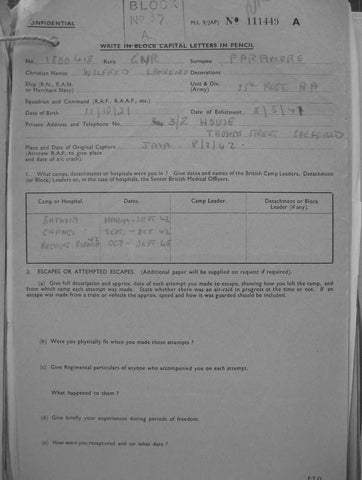 BLOCK
CONFIDENTIAL No 37. M.I. 9/JAP/ No 111449 A
WRITE IN BLOCK CAPITAL LETTERS IN PENCIL
No. Rank GNR Surname PARAMORE
Christian Names WILFRED LAWRENCE Decorations
Ship (R.N., R.A.N. or Merchant Navy) Unit & Div. (Army) REGT RA
Squadron and Command (R.A.F., R.A.A.F., etc.)
Date of Birth 11/10/21 Date of Enlistment 8/5/41
Private Address and Telephone No. 3/2 HOUSE
THOMAS STREET SHEFFIELD
Place and Date of Original Capture JAVA. 8/3/42.
(Aircrew R.A.F. to give place
and date of a/c crash).
1. What camps, detachments or hospitals were you in? Give dates and names of the British Camp Leaders, Detachment
(or Block) Leaders or, in the case of hospitals, the Senior British Medical Officers.
Camp or Hospital. Dates. Camp Leader. Detachment or Block
Leader (if any).
BATAVIA MARCH - SEPT 42
CHANGI SEPT. - OCT 42
OCT - SEPT 45
2. ESCAPES OR ATTEMPTED ESCAPES. (Additional paper will be supplied on request if required).
(a) Give full description and approx. date of each attempt you made to escape, showing how you left the camp, and
from which camp each attempt was made. State whether there was an air-raid in progress at the time or not. If an
escape was made from a train or vehicle the approx. speed and how it was guarded should be included.
(b) Were you physically fit when you made these attempts?
(c) Give Regimental particulars of anyone who accompanied you on each attempt.
What happened to them?
(d) Give briefly your experiences during periods of freedom.
(e) How were you recaptured and on what date?
P.T.O.